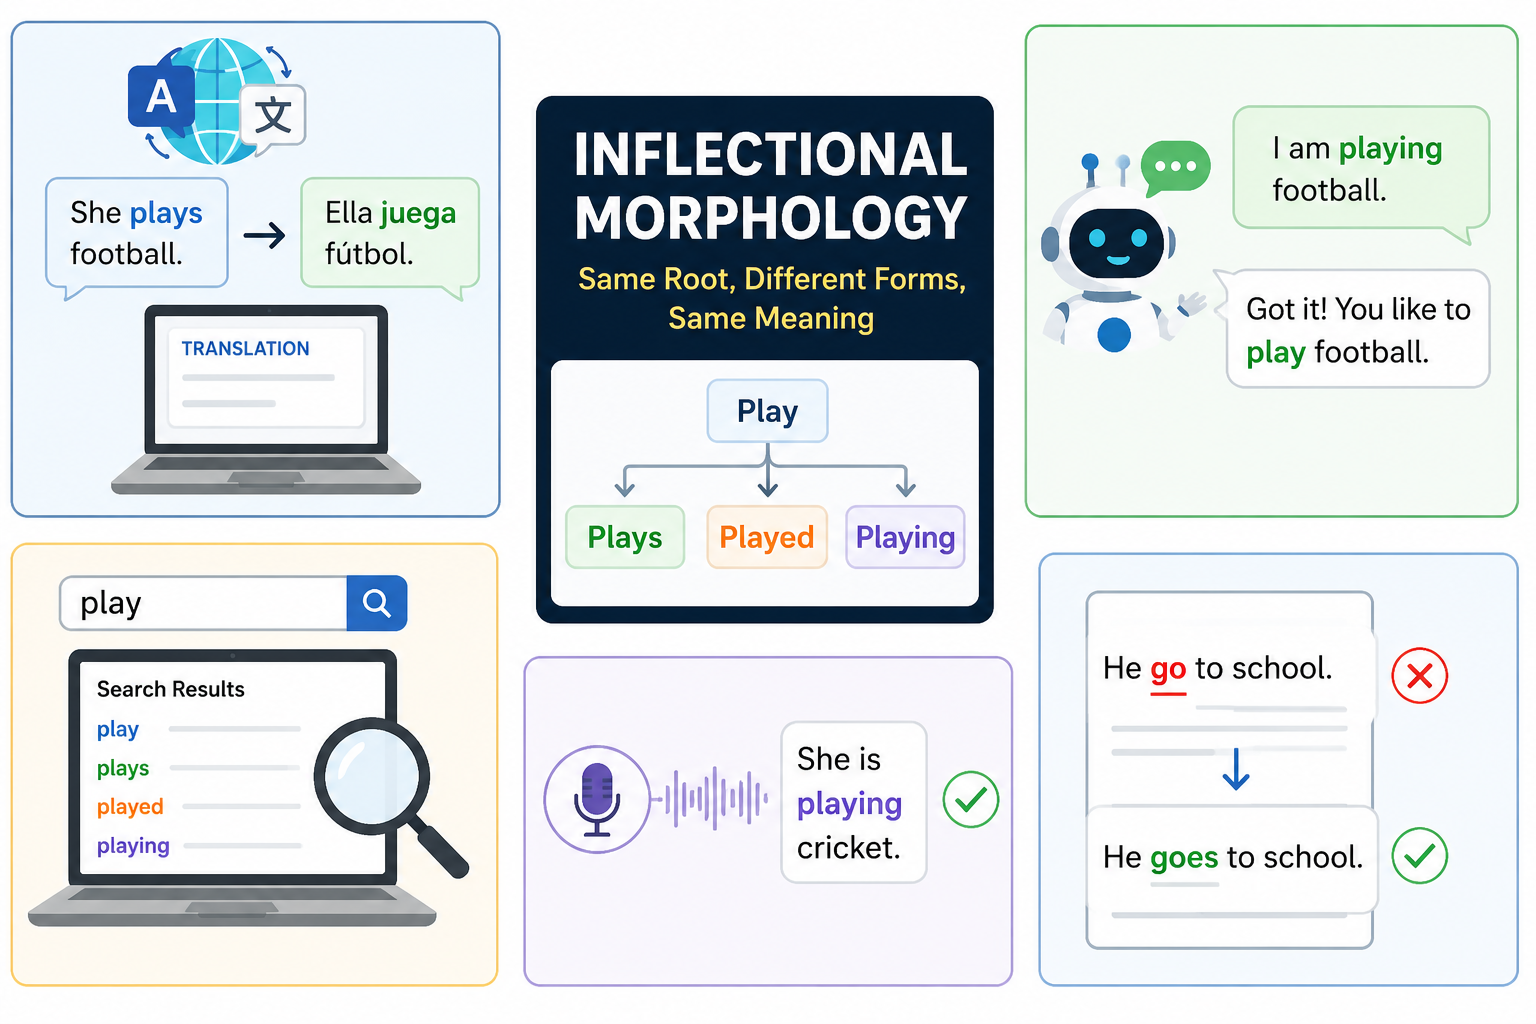 A
文
She plays
football.
Ella juega
fútbol.
TRANSLATION
INFLECTIONAL
MORPHOLOGY
Same Root, Different Forms,
Same Meaning
Play
Plays
Played
Playing
I am playing
football.
Got it! You like to
play football.
play
Search Results
play
plays
played
playing
She is
playing
cricket.
He go to school.
He goes to school.